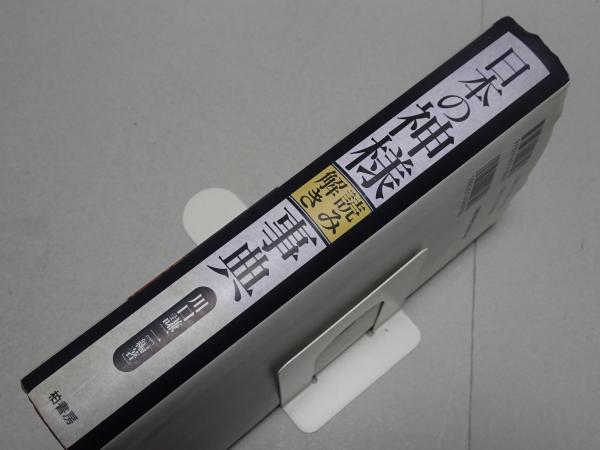 日本の神様
読み
解き
事典
川口謙二 [編著]
柏書房